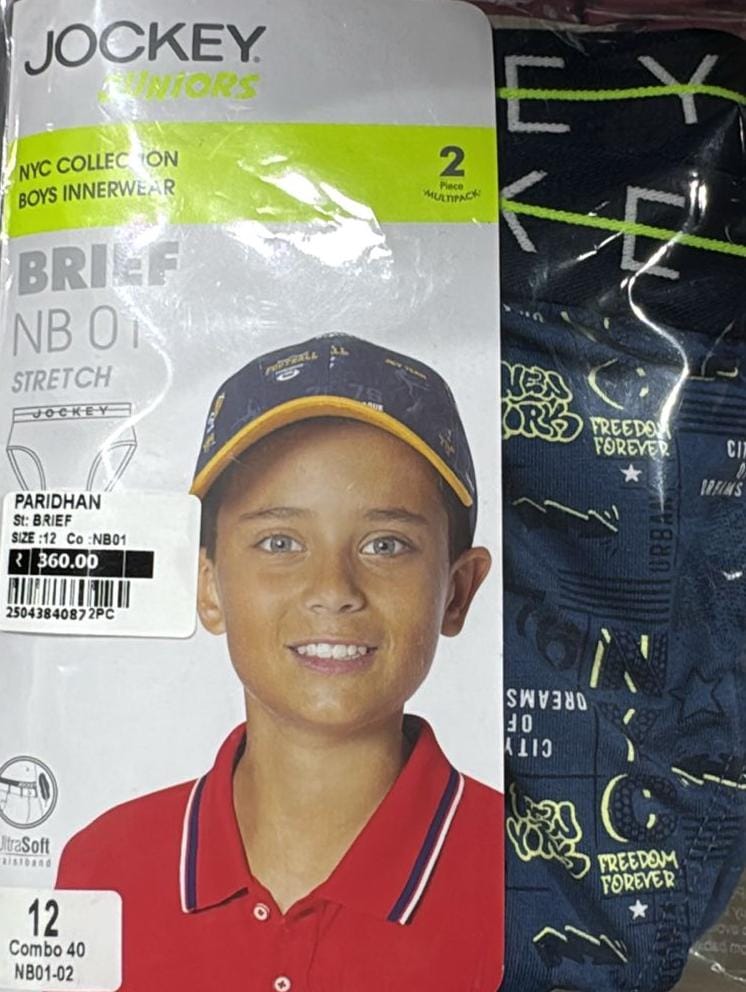 JOCKEY
JUNIORS
NYC COLLECTION
BOYS INNERWEAR
2
Piece
MULTIPACK
BRIEF
NB 01
STRETCH
JOCKEY
PARIDHAN
St: BRIEF
SIZE :12 Co :NB01
₹ 360.00
25043840872PC
UltraSoft
waistband
12
Combo 40
NB01-02
FOOTBALL
E Y
K E
NEW
YORK
FREEDOM
FOREVER
CITY
OF
DREAMS
URBAN
76
NYC
CITY
OF
DREAMS
NEW
YORK
FREEDOM
FOREVER